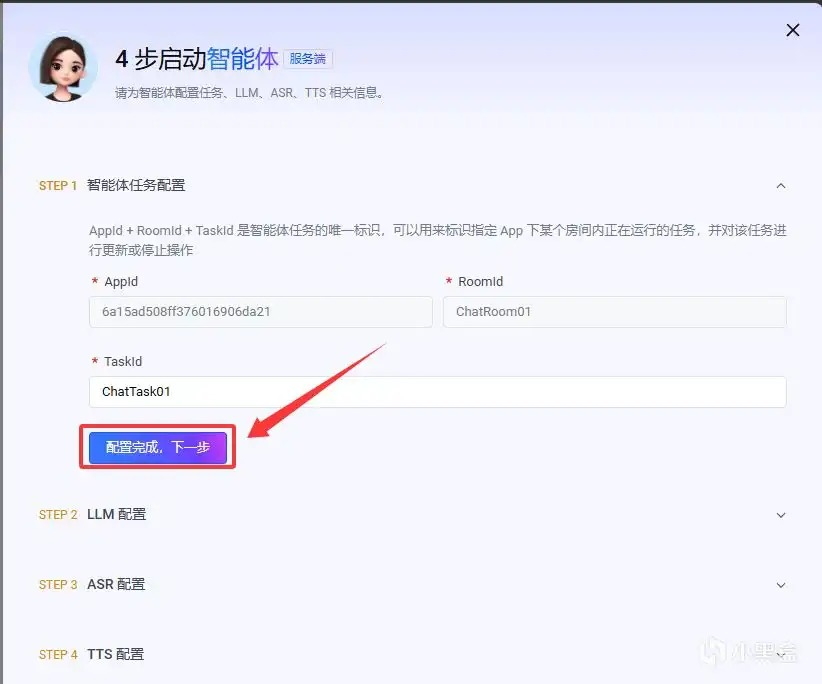 4 步启动智能体 服务端
请为智能体配置任务、LLM、ASR、TTS 相关信息。
STEP 1 智能体任务配置
AppId + RoomId + TaskId 是智能体任务的唯一标识，可以用来标识指定 App 下某个房间内正在运行的任务，并对该任务进
行更新或停止操作
* AppId * RoomId
6a15ad508ff376016906da21 ChatRoom01
* TaskId
ChatTask01
配置完成，下一步
STEP 2 LLM 配置
STEP 3 ASR 配置
STEP 4 TTS 配置
小黑盒